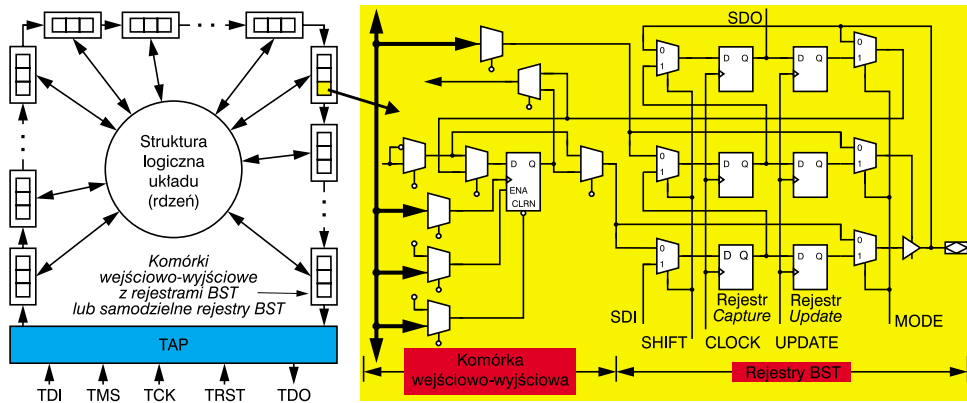 Struktura
logiczna
układu
(rdzeń)
Komórki
wejściowo-wyjściowe
z rejestrami BST
lub samodzielne rejestry BST
TAP
TDI TMS TCK TRST TDO
SDO
0
1
D Q
D Q
0
1
0
1
D Q
D Q
0
1
D Q
ENA
CLRN
0
1
D Q
D Q
0
1
Rejestr
Capture
Rejestr
Update
SDI
SHIFT CLOCK UPDATE
MODE
Komórka
wejściowo-wyjściowa
Rejestry BST